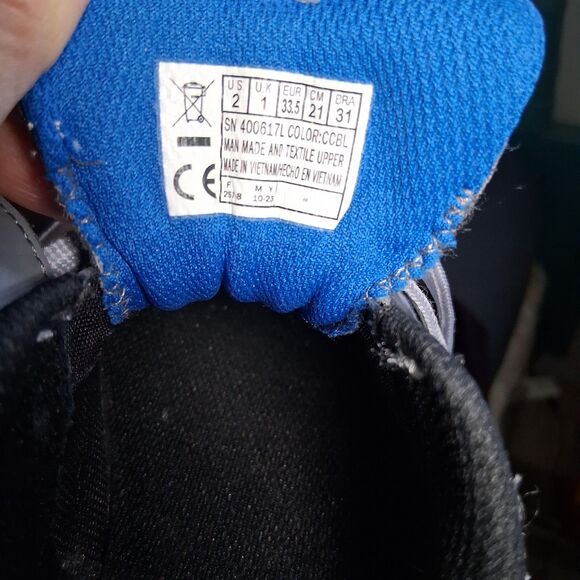 US UK EUR CM BRA
2 1 33.5 21 31
SN 400617L COLOR:CCBL
MAN MADE AND TEXTILE UPPER
MADE IN VIETNAM/HECHO EN VIETNAM
CE F M Y
10-23